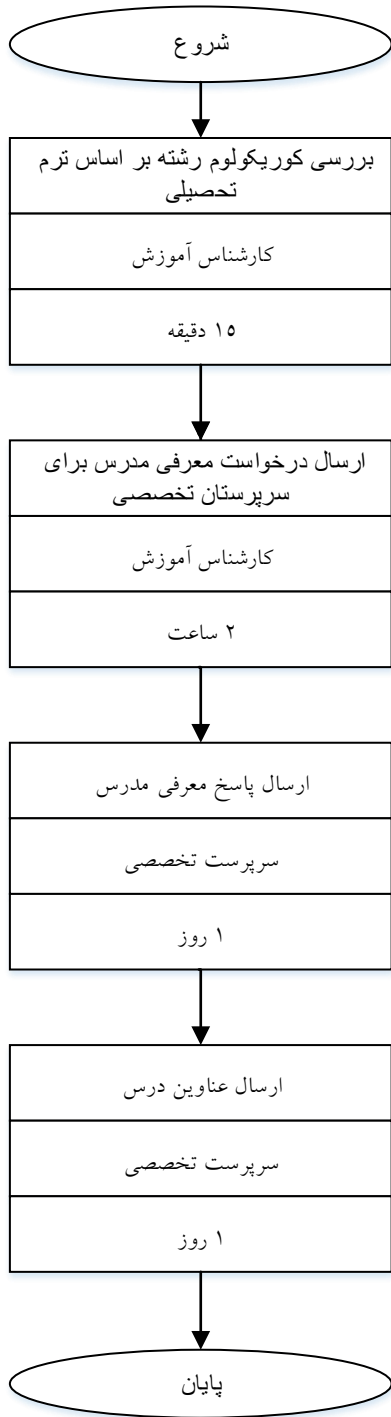 شروع
بررسی کوریکولوم رشته بر اساس ترم
تحصیلی
کارشناس آموزش
۱۵ دقیقه
ارسال درخواست معرفی مدرس برای
سرپرستان تخصصی
کارشناس آموزش
۲ ساعت
ارسال پاسخ معرفی مدرس
سرپرست تخصصی
۱ روز
ارسال عناوین درس
سرپرست تخصصی
۱ روز
پایان